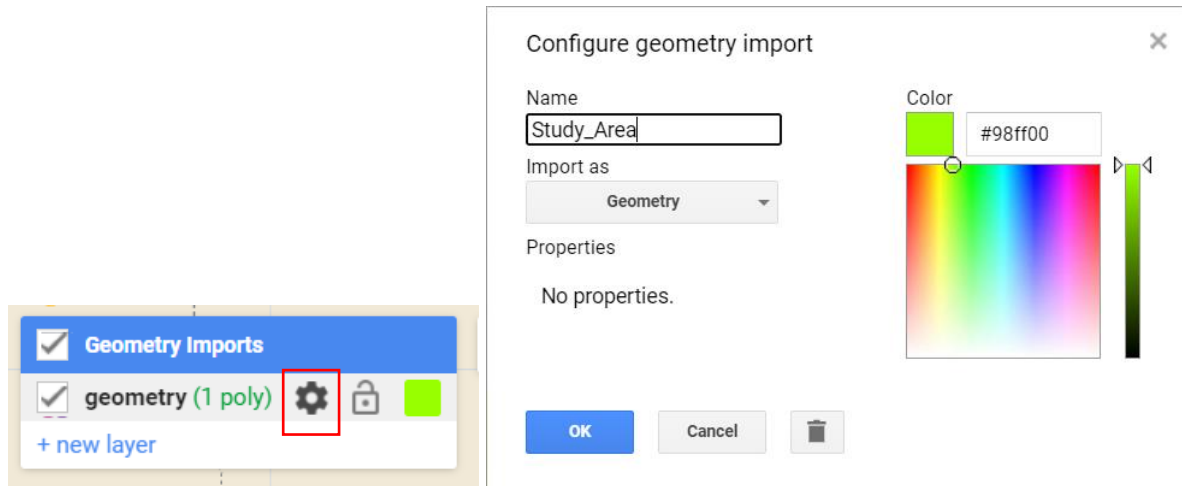 Geometry Imports
geometry (1 poly)
+ new layer
Configure geometry import
Name
Study_Area
Import as
Geometry
Properties
No properties.
OK Cancel
Color
#98ff00